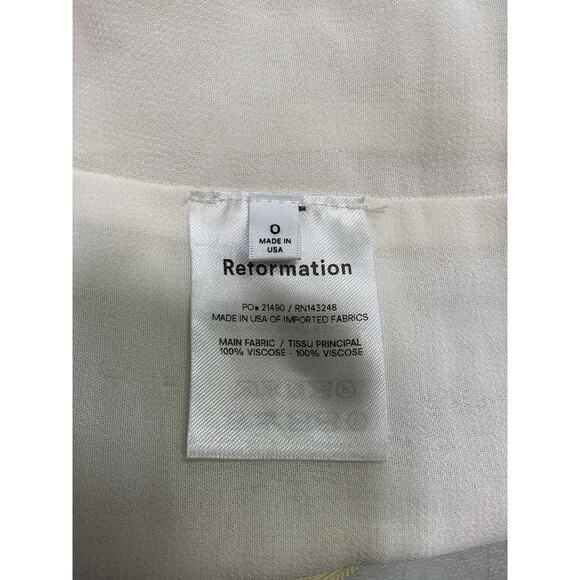 0
MADE IN
USA
Reformation
PO# 21490 / RN143248
MADE IN USA OF IMPORTED FABRICS
MAIN FABRIC / TISSU PRINCIPAL
100% VISCOSE - 100% VISCOSE